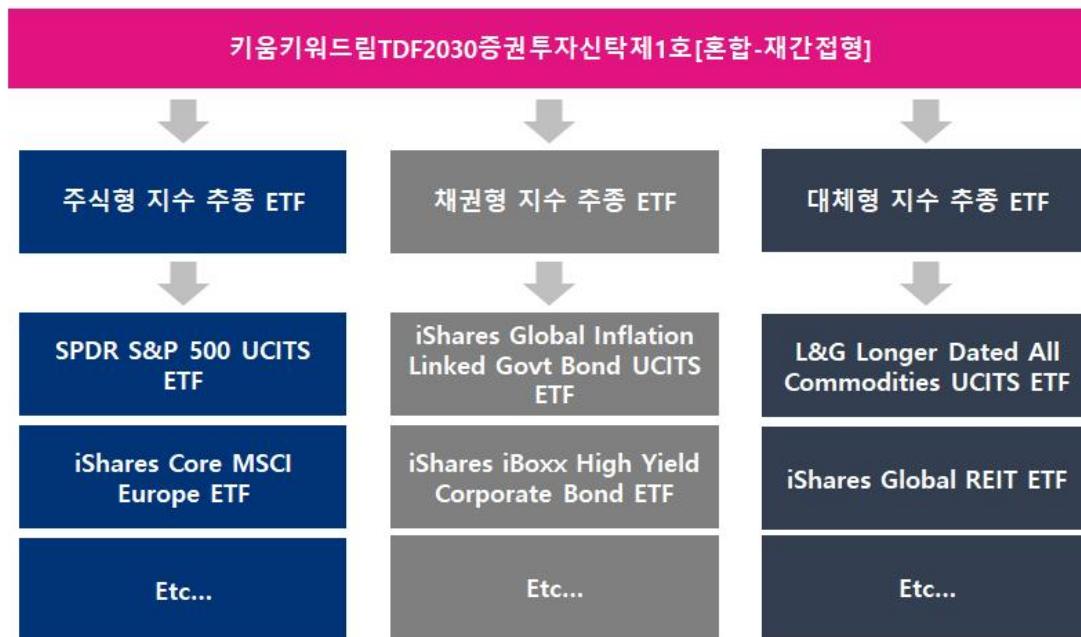 키움키워드림TDF2030증권투자신탁제1호[혼합-재간접형]
주식형 지수 추종 ETF
채권형 지수 추종 ETF
대체형 지수 추종 ETF
SPDR S&P 500 UCITS
ETF
iShares Global Inflation
Linked Govt Bond UCITS
ETF
L&G Longer Dated All
Commodities UCITS ETF
iShares Core MSCI
Europe ETF
iShares iBoxx High Yield
Corporate Bond ETF
iShares Global REIT ETF
Etc...
Etc...
Etc...